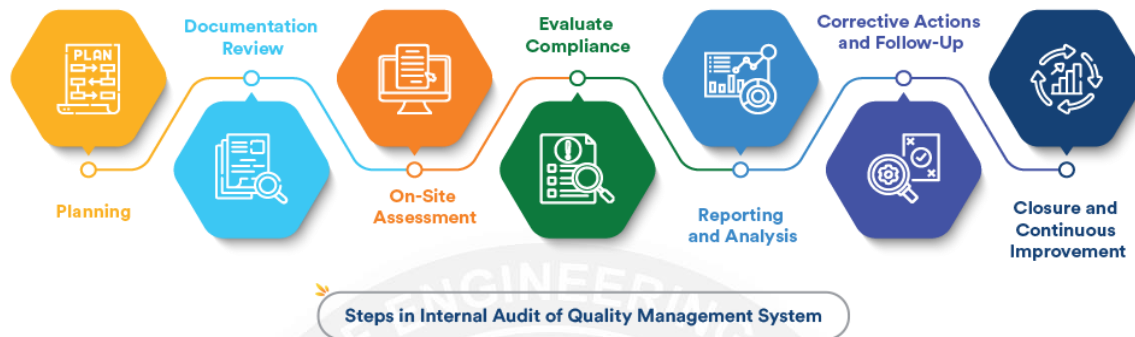 Planning
Documentation
Review
On-Site
Assessment
Evaluate
Compliance
Reporting
and Analysis
Corrective Actions
and Follow-Up
Closure and
Continuous
Improvement
PLAN
Steps in Internal Audit of Quality Management System
E ENGINEERING